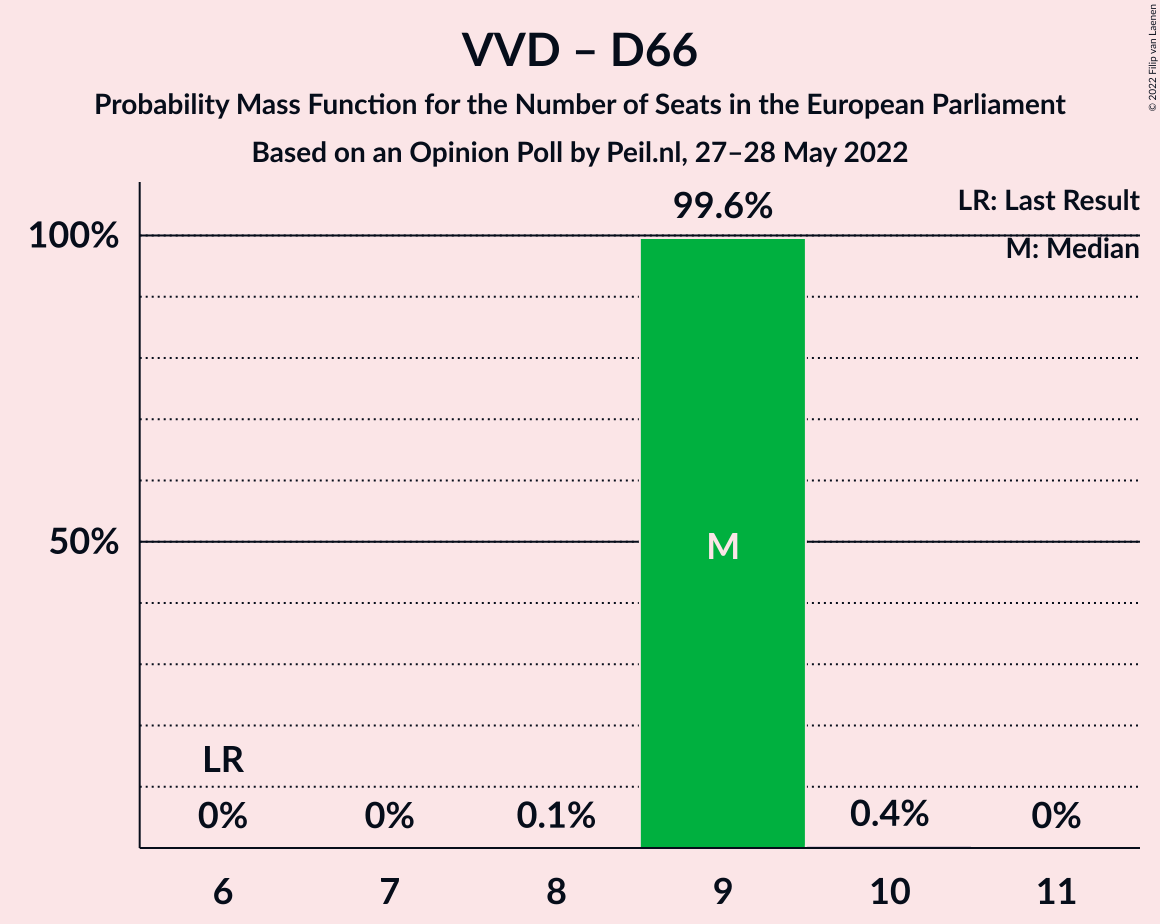 VVD – D66
Probability Mass Function for the Number of Seats in the European Parliament
Based on an Opinion Poll by Peil.nl, 27–28 May 2022
© 2022 Filip van Laenen
99.6%
LR: Last Result
M: Median
100%
50%
M
LR
0%
0%
0.1%
0.4%
0%
6
7
8
9
10
11